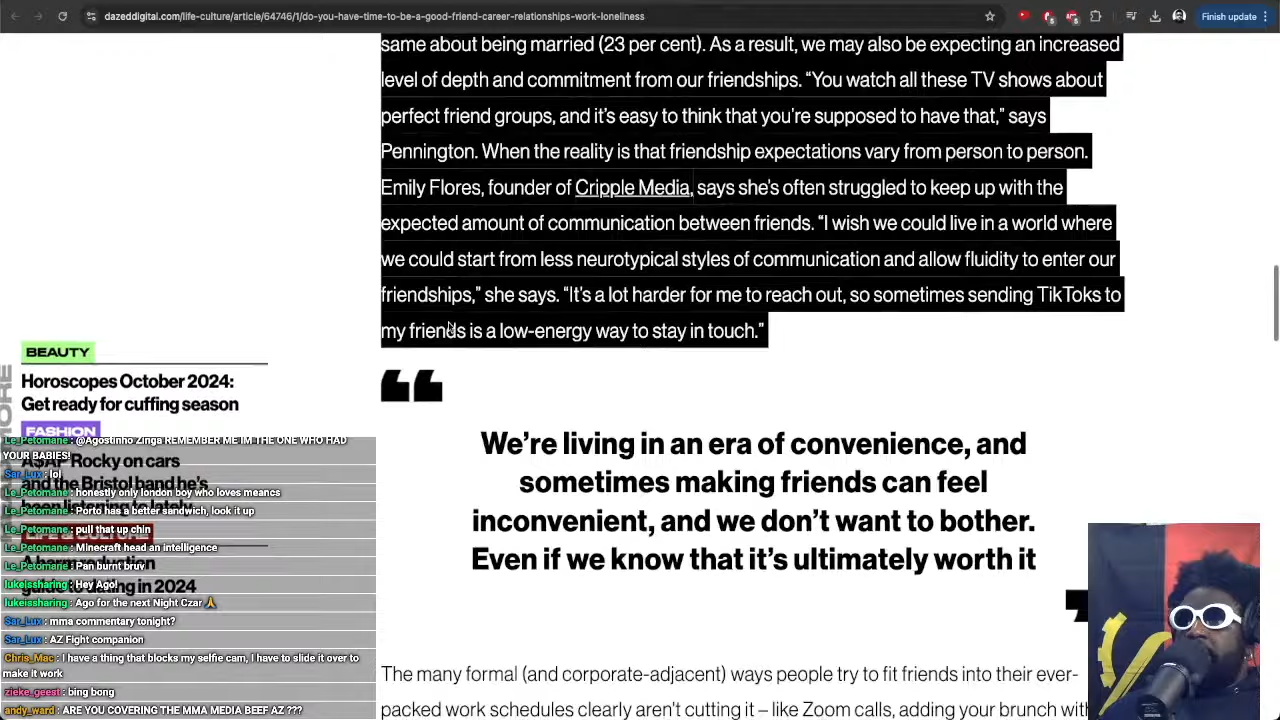 dazeddigital.com/life-culture/article/64746/1/do-you-have-time-to-be-a-good-friend-career-relationships-work-loneliness
Finish update
same about being married (23 per cent). As a result, we may also be expecting an increased
level of depth and commitment from our friendships. “You watch all these TV shows about
perfect friend groups, and it’s easy to think that you’re supposed to have that,” says
Pennington. When the reality is that friendship expectations vary from person to person.
Emily Flores, founder of Cripple Media, says she’s often struggled to keep up with the
expected amount of communication between friends. “I wish we could live in a world where
we could start from less neurotypical styles of communication and allow fluidity to enter our
friendships,” she says. “It’s a lot harder for me to reach out, so sometimes sending TikToks to
my friends is a low-energy way to stay in touch.”
We’re living in an era of convenience, and
sometimes making friends can feel
inconvenient, and we don’t want to bother.
Even if we know that it’s ultimately worth it
The many formal (and corporate-adjacent) ways people try to fit friends into their ever-
packed work schedules clearly aren’t cutting it – like Zoom calls, adding your brunch with
BEAUTY
Horoscopes October 2024:
Get ready for cuffing season
FASHION
A$AP Rocky on cars
and the Bristol band he’s
in 2024
Le_Petomane : @Agostinho Zinga REMEMBER ME IM THE ONE WHO HAD
YOUR BABIES!
Sar_Lux : lol
Le_Petomane : honestly only london boy who loves meancs
Le_Petomane : Porto has a better sandwich, look it up
Le_Petomane : pull that up chin
Le_Petomane : Minecraft head an intelligence
Le_Petomane : Pan burnt bruv
lukeissharing : Hey Ago!
lukeissharing : Ago for the next Night Czar 🙏
Sar_Lux : mma commentary tonight?
Sar_Lux : AZ Fight companion
Chris_Mac : I have a thing that blocks my selfie cam, I have to slide it over to
make it work
zieke_geest : bing bong
andy_ward : ARE YOU COVERING THE MMA MEDIA BEEF AZ ???